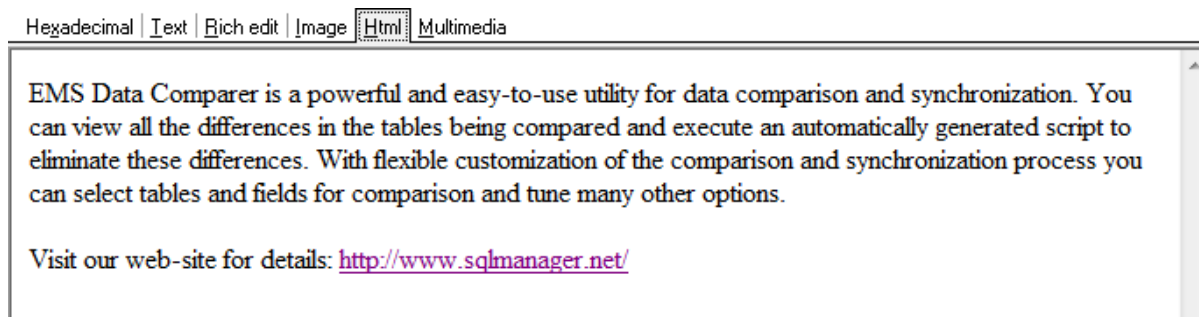 Hexadecimal | Text | Rich edit | Image | Html | Multimedia
EMS Data Comparer is a powerful and easy-to-use utility for data comparison and synchronization. You
can view all the differences in the tables being compared and execute an automatically generated script to
eliminate these differences. With flexible customization of the comparison and synchronization process you
can select tables and fields for comparison and tune many other options.
Visit our web-site for details: http://www.sqlmanager.net/